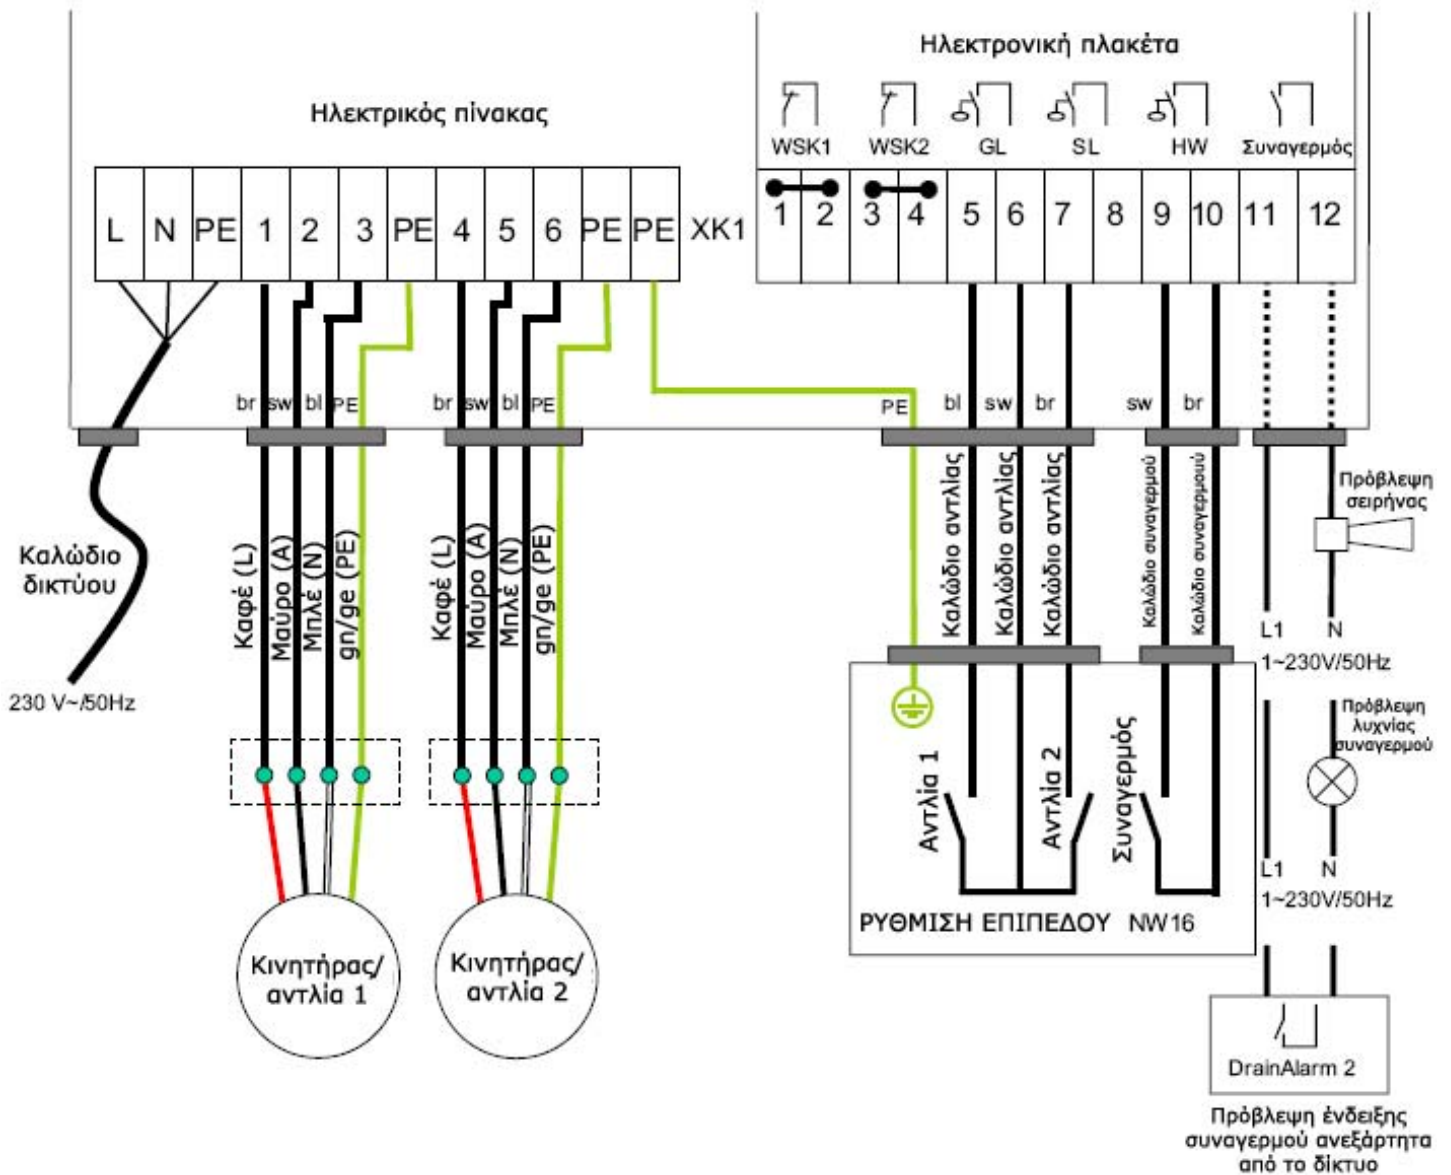 Ηλεκτρονική πλακέτα
Ηλεκτρικός πίνακας
WSK1 WSK2 GL SL HW Συναγερμός
L N PE 1 2 3 PE 4 5 6 PE PE XK1
1 2 3 4 5 6 7 8 9 10 11 12
br sw bl PE
br sw bl PE
PE bl sw br
sw br
Καλώδιο
δικτύου
230 V~/50Hz
Καφέ (L)
Μαύρο (A)
Μπλέ (N)
gn/ge (PE)
Καφέ (L)
Μαύρο (A)
Μπλέ (N)
gn/ge (PE)
Καλώδιο αντλίας
Καλώδιο αντλίας
Καλώδιο αντλίας
Καλώδιο συναγερμού
Καλώδιο συναγερμουύ
Πρόβλεψη
σειρήνας
L1 N
1~230V/50Hz
Πρόβλεψη
λυχνίας
συναγερμού
L1 N
1~230V/50Hz
Αντλία 1
Αντλία 2
Συναγερμός
ΡΥΘΜΙΣΗ ΕΠΙΠΕΔΟΥ NW16
Κινητήρας/
αντλία 1
Κινητήρας/
αντλία 2
DrainAlarm 2
Πρόβλεψη ένδειξης
συναγερμού ανεξάρτητα
από το δίκτυο